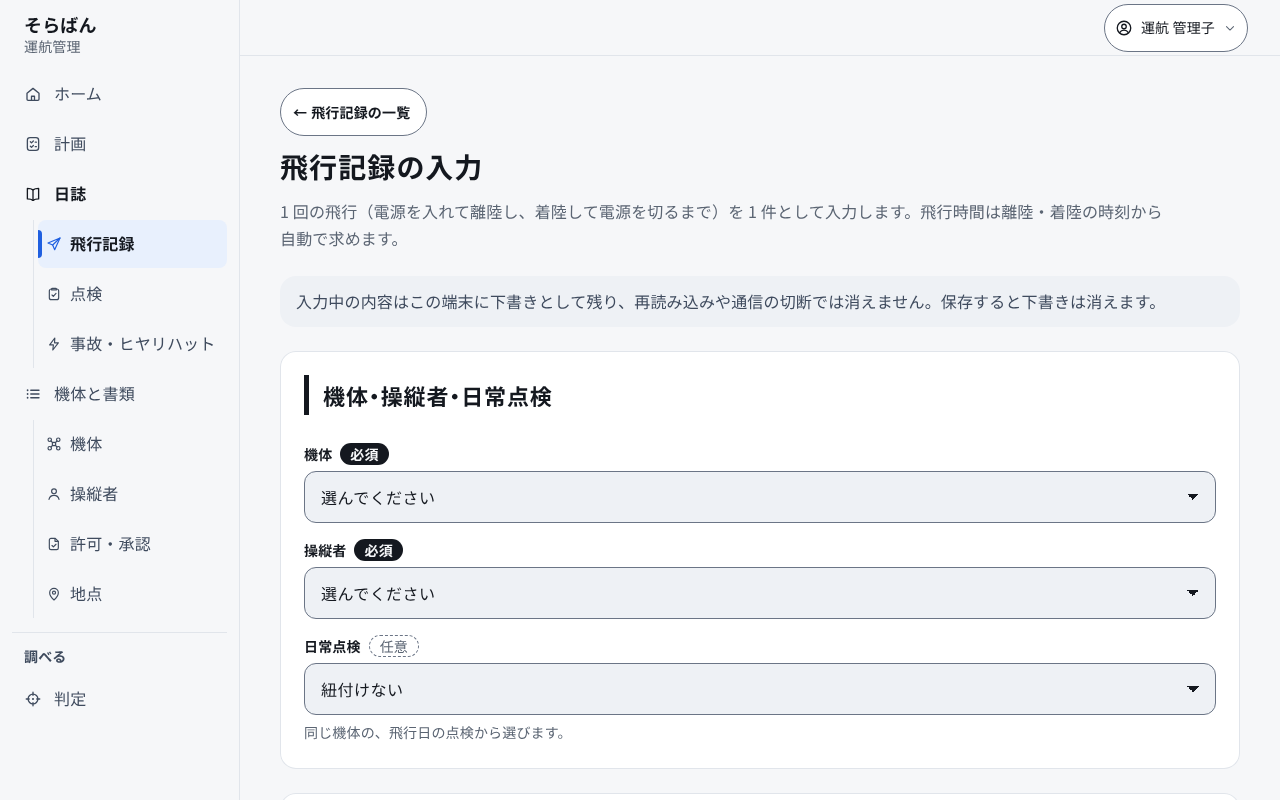 そらばん
運航管理
ホーム
計画
日誌
飛行記録
点検
事故・ヒヤリハット
機体と書類
機体
操縦者
許可・承認
地点
調べる
判定
運航 管理子
← 飛行記録の一覧
飛行記録の入力
1 回の飛行（電源を入れて離陸し、着陸して電源を切るまで）を 1 件として入力します。飛行時間は離陸・着陸の時刻から
自動で求めます。
入力中の内容はこの端末に下書きとして残り、再読み込みや通信の切断では消えません。保存すると下書きは消えます。
機体・操縦者・日常点検
機体 必須
選んでください
操縦者 必須
選んでください
日常点検 任意
紐付けない
同じ機体の、飛行日の点検から選びます。